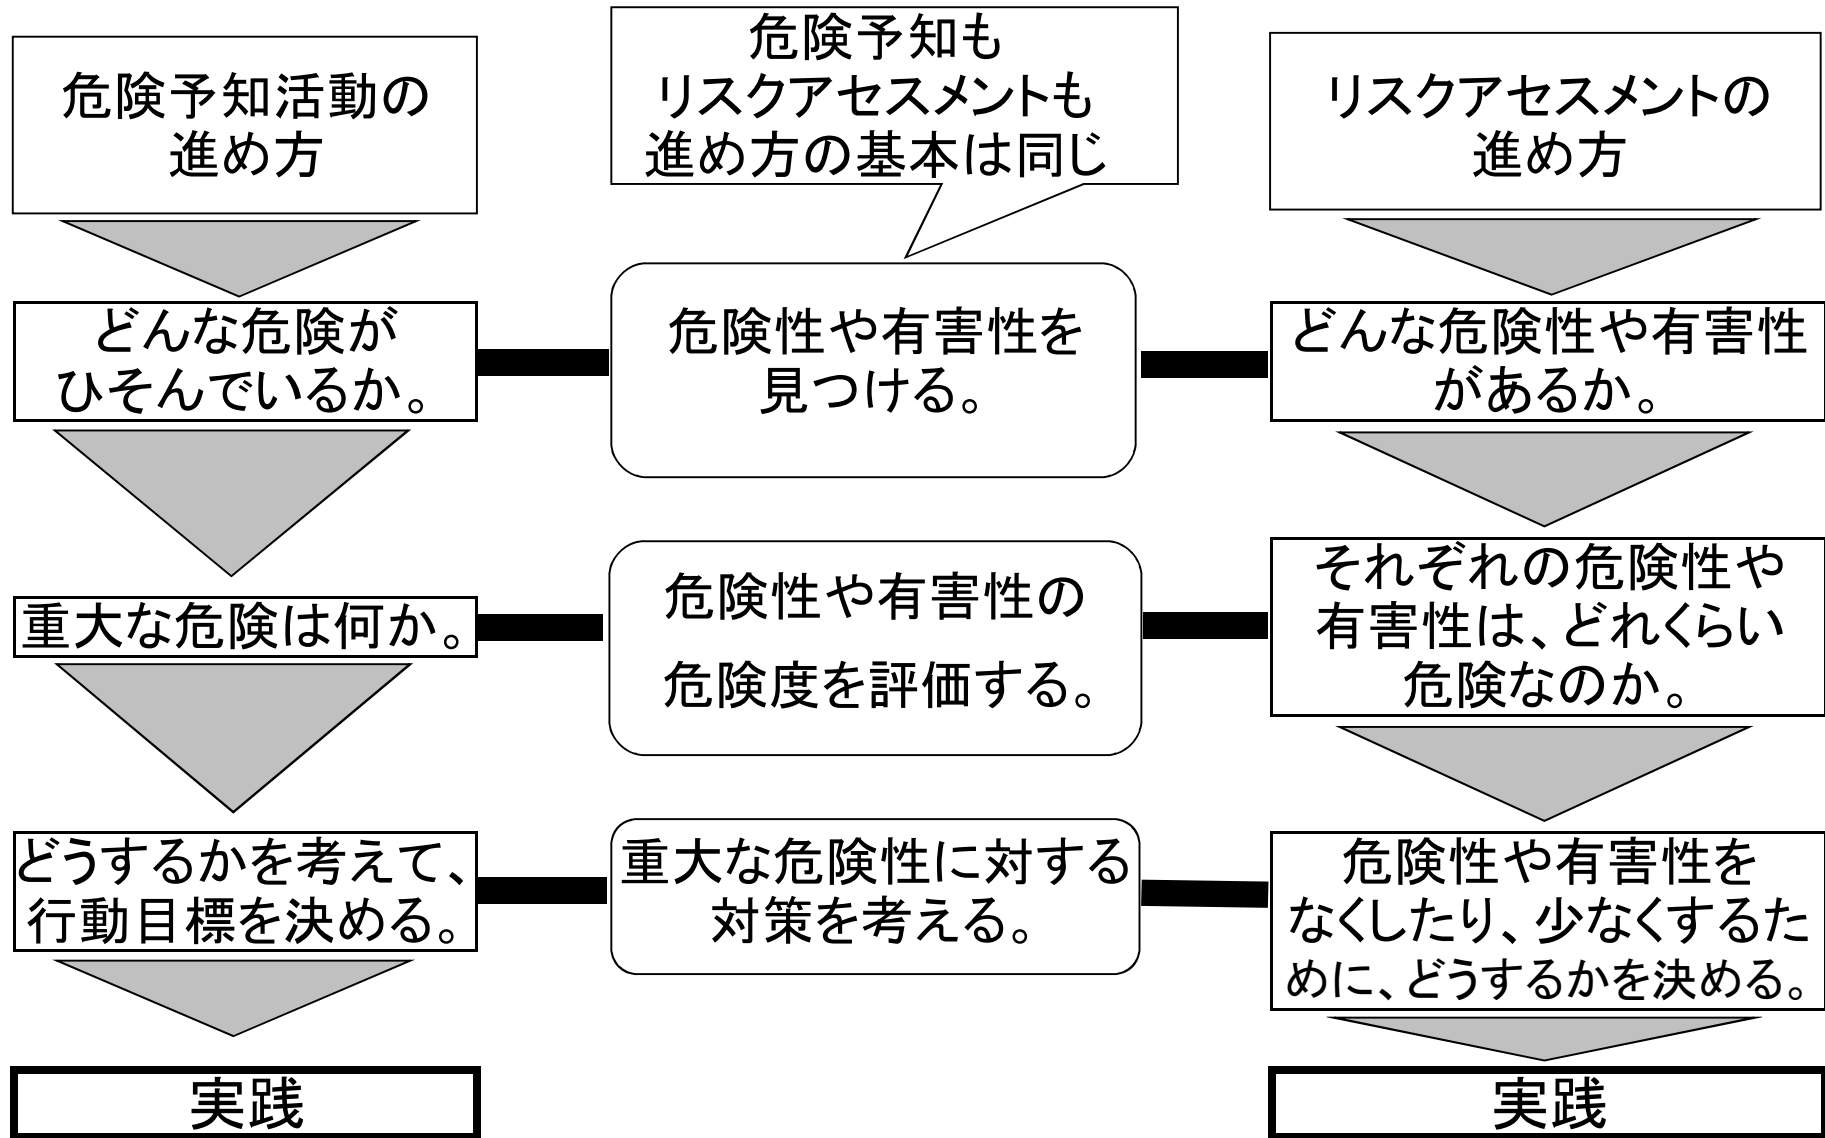 危険予知活動の
進め方
危険予知も
リスクアセスメントも
進め方の基本は同じ
リスクアセスメントの
進め方
どんな危険が
ひそんでいるか。
危険性や有害性を
見つける。
どんな危険性や有害性
があるか。
重大な危険は何か。
危険性や有害性の
危険度を評価する。
それぞれの危険性や
有害性は、どれくらい
危険なのか。
どうするかを考えて、
行動目標を決める。
重大な危険性に対する
対策を考える。
危険性や有害性を
なくしたり、少なくするた
めに、どうするかを決める。
実践
実践